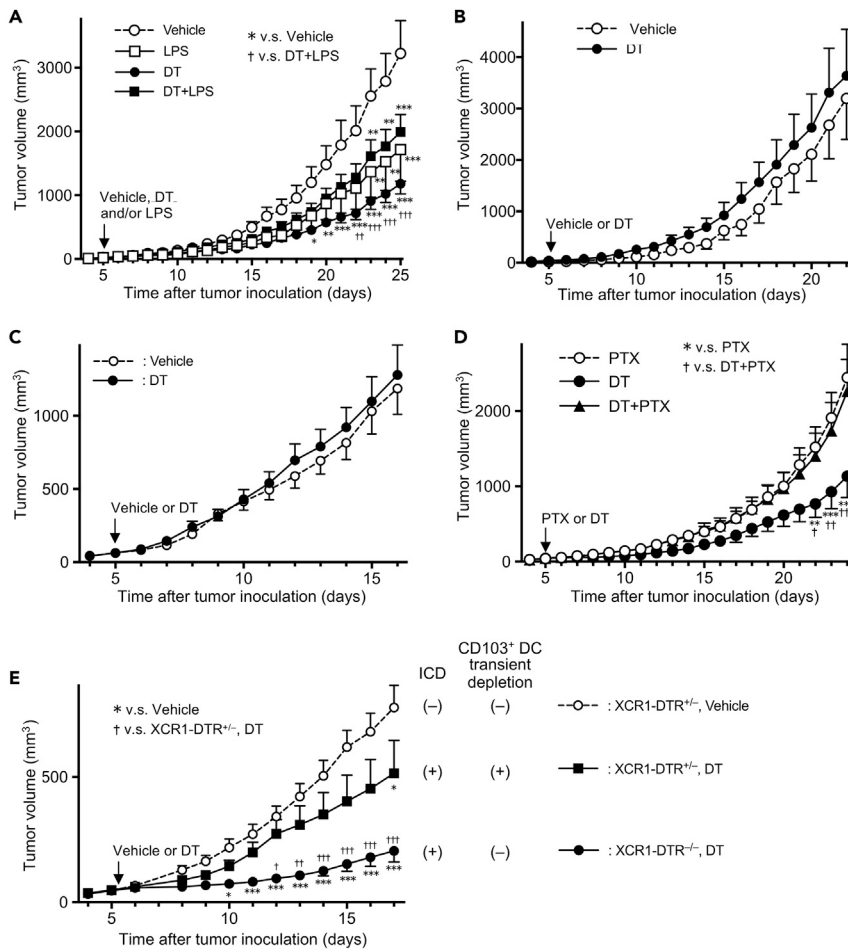 A
Vehicle
LPS
DT
DT+LPS
* v.s. Vehicle
† v.s. DT+LPS
Tumor volume (mm³)
3000
2000
1000
0
Vehicle, DT
and/or LPS
**
**
***
***
**
**
* ** *** *** *** *** ***
†† ††† ††† †††
5 10 15 20 25
Time after tumor inoculation (days)
B
Vehicle
DT
Tumor volume (mm³)
4000
3000
2000
1000
0
Vehicle or DT
5 10 15 20
Time after tumor inoculation (days)
C
: Vehicle
: DT
Tumor volume (mm³)
1000
500
0
Vehicle or DT
5 10 15
Time after tumor inoculation (days)
D
PTX
DT
DT+PTX
* v.s. PTX
† v.s. DT+PTX
Tumor volume (mm³)
2000
1000
0
PTX or DT
** *** **
† †† ††
5 10 15 20
Time after tumor inoculation (days)
E
* v.s. Vehicle
† v.s. XCR1-DTR+/−, DT
Tumor volume (mm³)
500
0
Vehicle or DT
*
† †† ††† ††† ††† †††
* *** *** *** *** *** *** ***
5 10 15
Time after tumor inoculation (days)
ICD
CD103+ DC
transient
depletion
(−) (−) : XCR1-DTR+/−, Vehicle
(+) (+) : XCR1-DTR+/−, DT
(+) (−) : XCR1-DTR−/−, DT